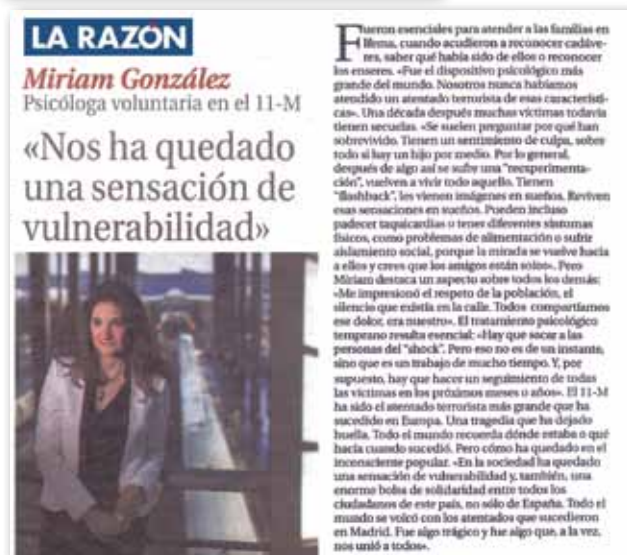 LA RAZÓN
Miriam González
Psicóloga voluntaria en el 11-M
«Nos ha quedado
una sensación de
vulnerabilidad»
Fueron esenciales para atender a las familias en
Ifema, cuando acudieron a reconocer cadáve-
res, saber qué había sido de ellos o reconocer
los enseres. «Fue el dispositivo psicológico más
grande del mundo. Nosotros nunca habíamos
atendido un atentado terrorista de esas característi-
cas». Una década después muchas víctimas todavía
tienen secuelas. «Se suelen preguntar por qué han
sobrevivido. Tienen un sentimiento de culpa, sobre
todo si hay un hijo por medio. Por lo general,
después de algo así se sufre una "reexperimenta-
ción", vuelven a vivir todo aquello. Tienen
"flashback", les vienen imágenes en sueños. Reviven
esas sensaciones en sueños. Pueden incluso
padecer taquicardias o tener diferentes síntomas
físicos, como problemas de alimentación o sufrir
aislamiento social, porque la mirada se vuelve hacia
a ellos y crees que los amigos están solos». Pero
Miriam destaca un aspecto sobre todos los demás:
«Me impresionó el respeto de la población, el
silencio que existía en la calle. Todos compartíamos
ese dolor, era nuestro». El tratamiento psicológico
temprano resulta esencial: «Hay que sacar a las
personas del "shock". Pero eso no es de un instante,
sino que es un trabajo de mucho tiempo. Y, por
supuesto, hay que hacer un seguimiento de todas
las víctimas en los próximos meses o años». El 11-M
ha sido el atentado terrorista más grande que ha
sucedido en Europa. Una tragedia que ha dejado
huella. Todo el mundo recuerda dónde estaba o qué
hacía cuando sucedió. Pero cómo ha quedado en el
inconsciente popular. «En la sociedad ha quedado
una sensación de vulnerabilidad y, también, una
enorme bolsa de solidaridad entre todos los
ciudadanos de este país, no sólo de España. Todo el
mundo se volcó con los atentados que sucedieron
en Madrid. Fue algo trágico y fue algo que, a la vez,
nos unió a todos».